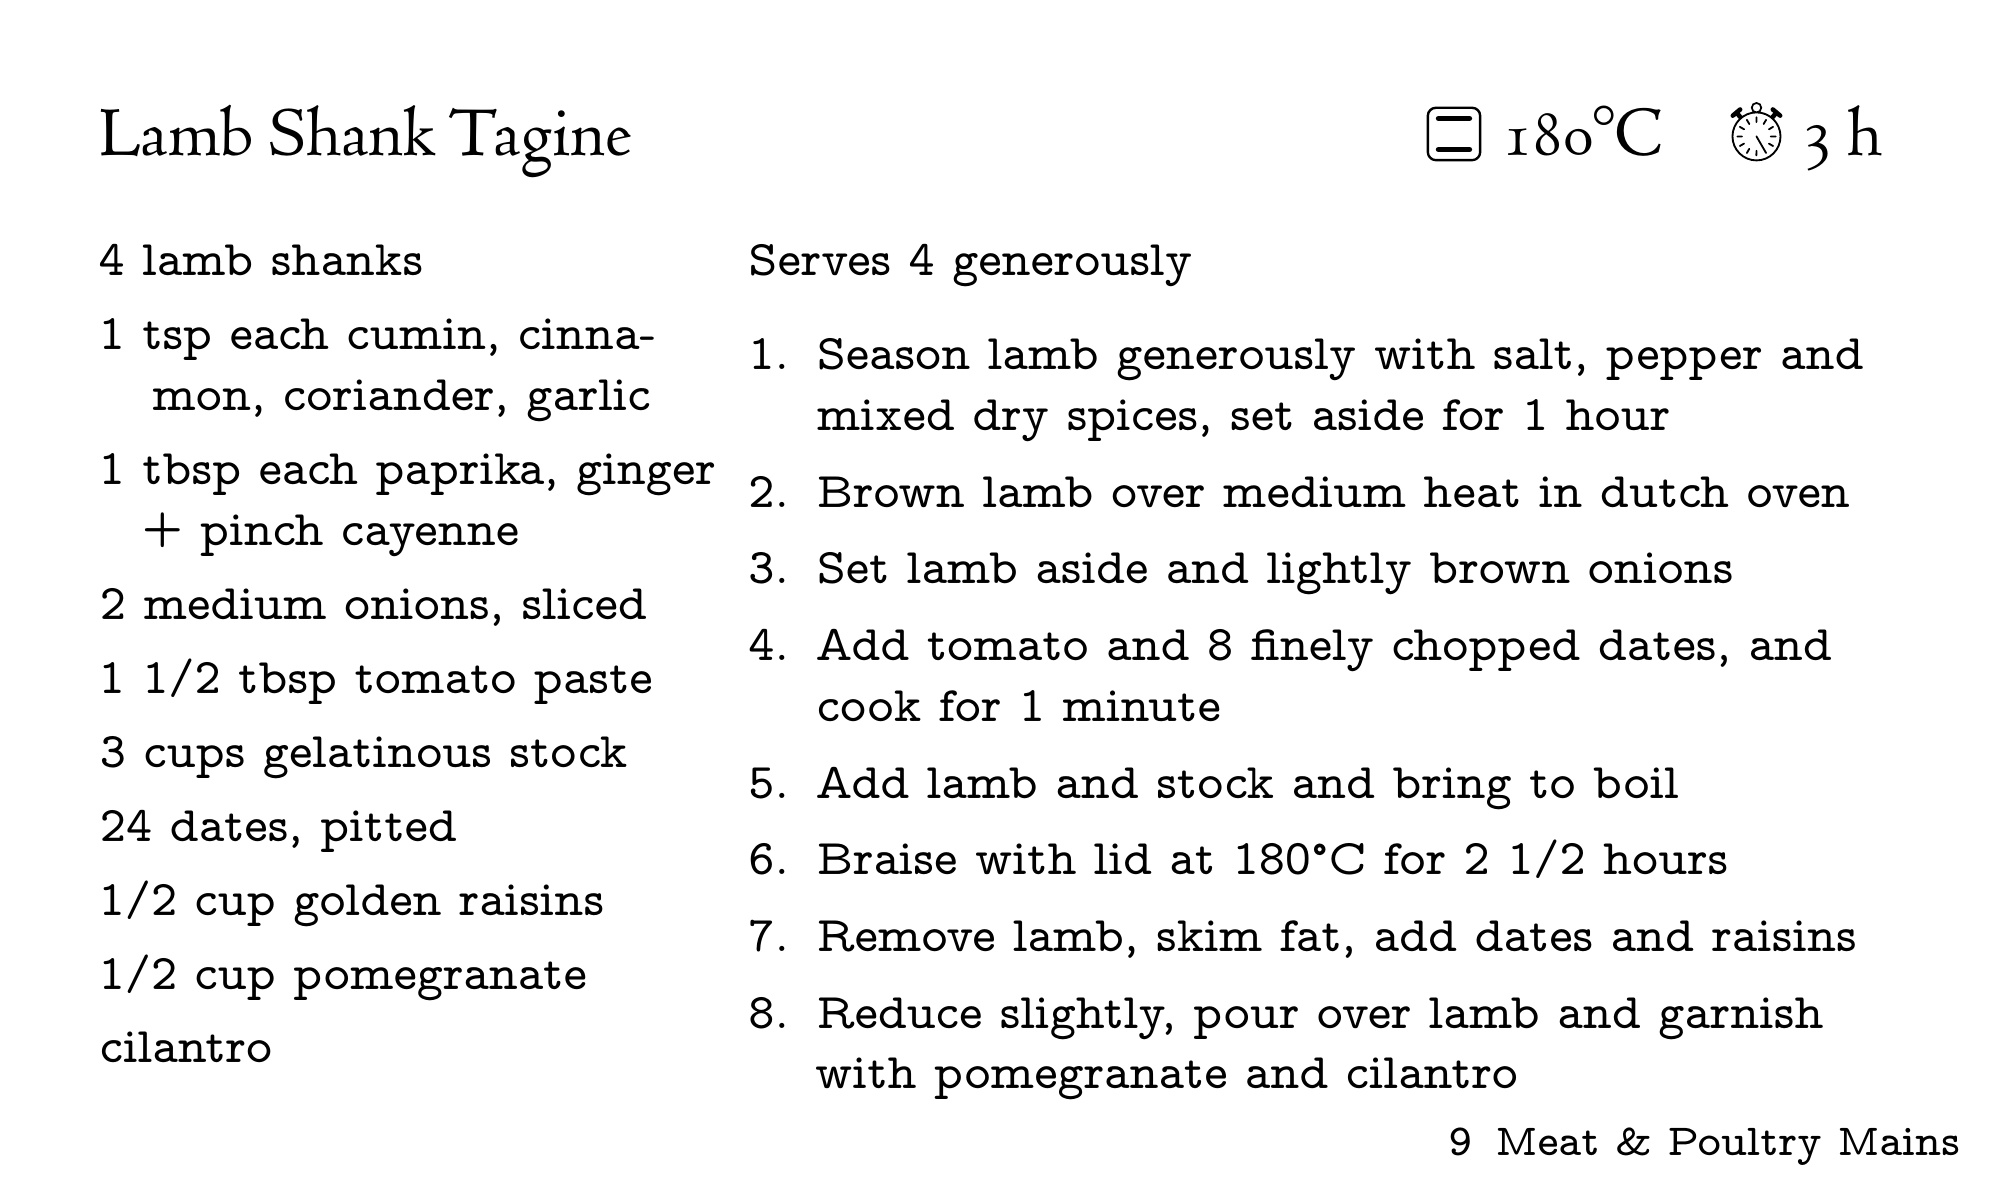 Lamb Shank Tagine
180°C 3 h
4 lamb shanks
1 tsp each cumin, cinna-
mon, coriander, garlic
1 tbsp each paprika, ginger
+ pinch cayenne
2 medium onions, sliced
1 1/2 tbsp tomato paste
3 cups gelatinous stock
24 dates, pitted
1/2 cup golden raisins
1/2 cup pomegranate
cilantro
Serves 4 generously
1. Season lamb generously with salt, pepper and
mixed dry spices, set aside for 1 hour
2. Brown lamb over medium heat in dutch oven
3. Set lamb aside and lightly brown onions
4. Add tomato and 8 finely chopped dates, and
cook for 1 minute
5. Add lamb and stock and bring to boil
6. Braise with lid at 180°C for 2 1/2 hours
7. Remove lamb, skim fat, add dates and raisins
8. Reduce slightly, pour over lamb and garnish
with pomegranate and cilantro
9 Meat & Poultry Mains